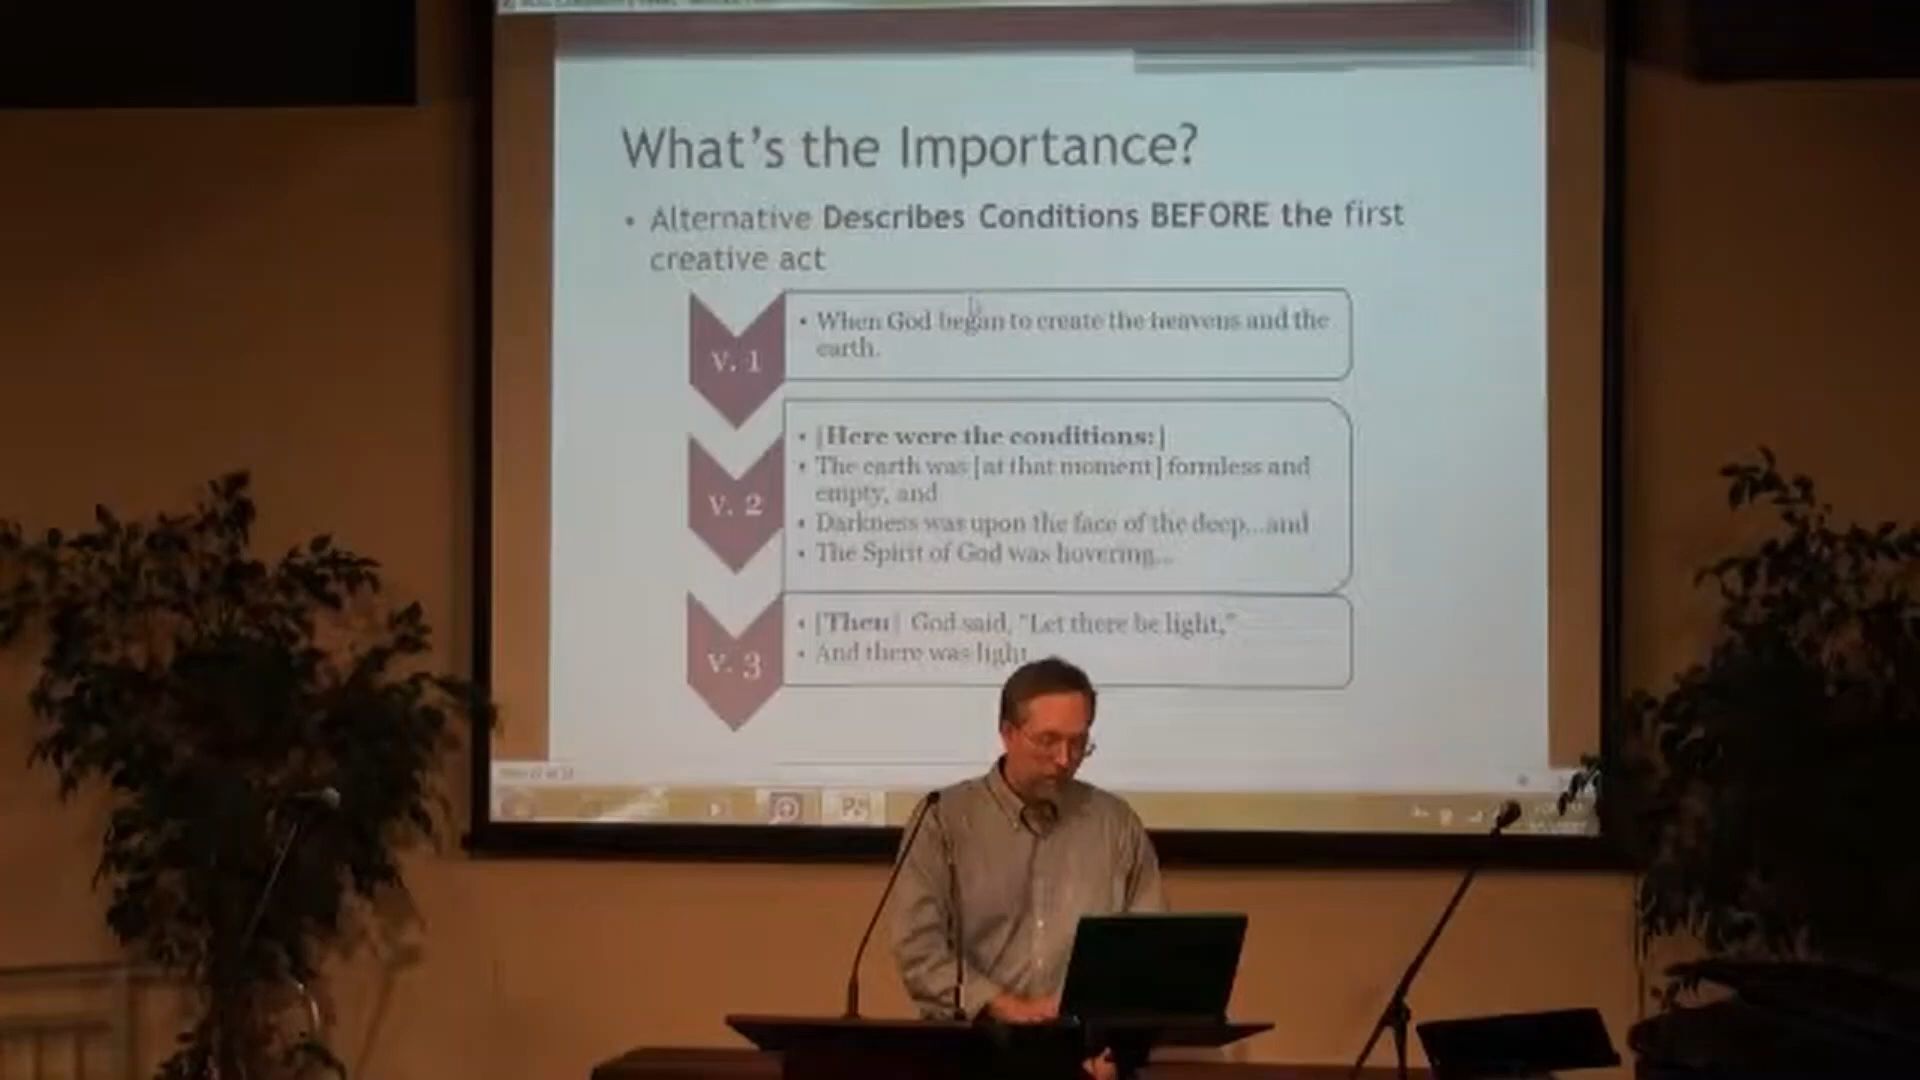 What's the Importance?
• Alternative Describes Conditions BEFORE the first
creative act
v. 1
• When God began to create the heavens and the
earth.
v. 2
• [Here were the conditions:]
• The earth was [at that moment] formless and
empty, and
• Darkness was upon the face of the deep...and
• The Spirit of God was hovering...
v. 3
• [Then] God said, "Let there be light,"
• And there was light